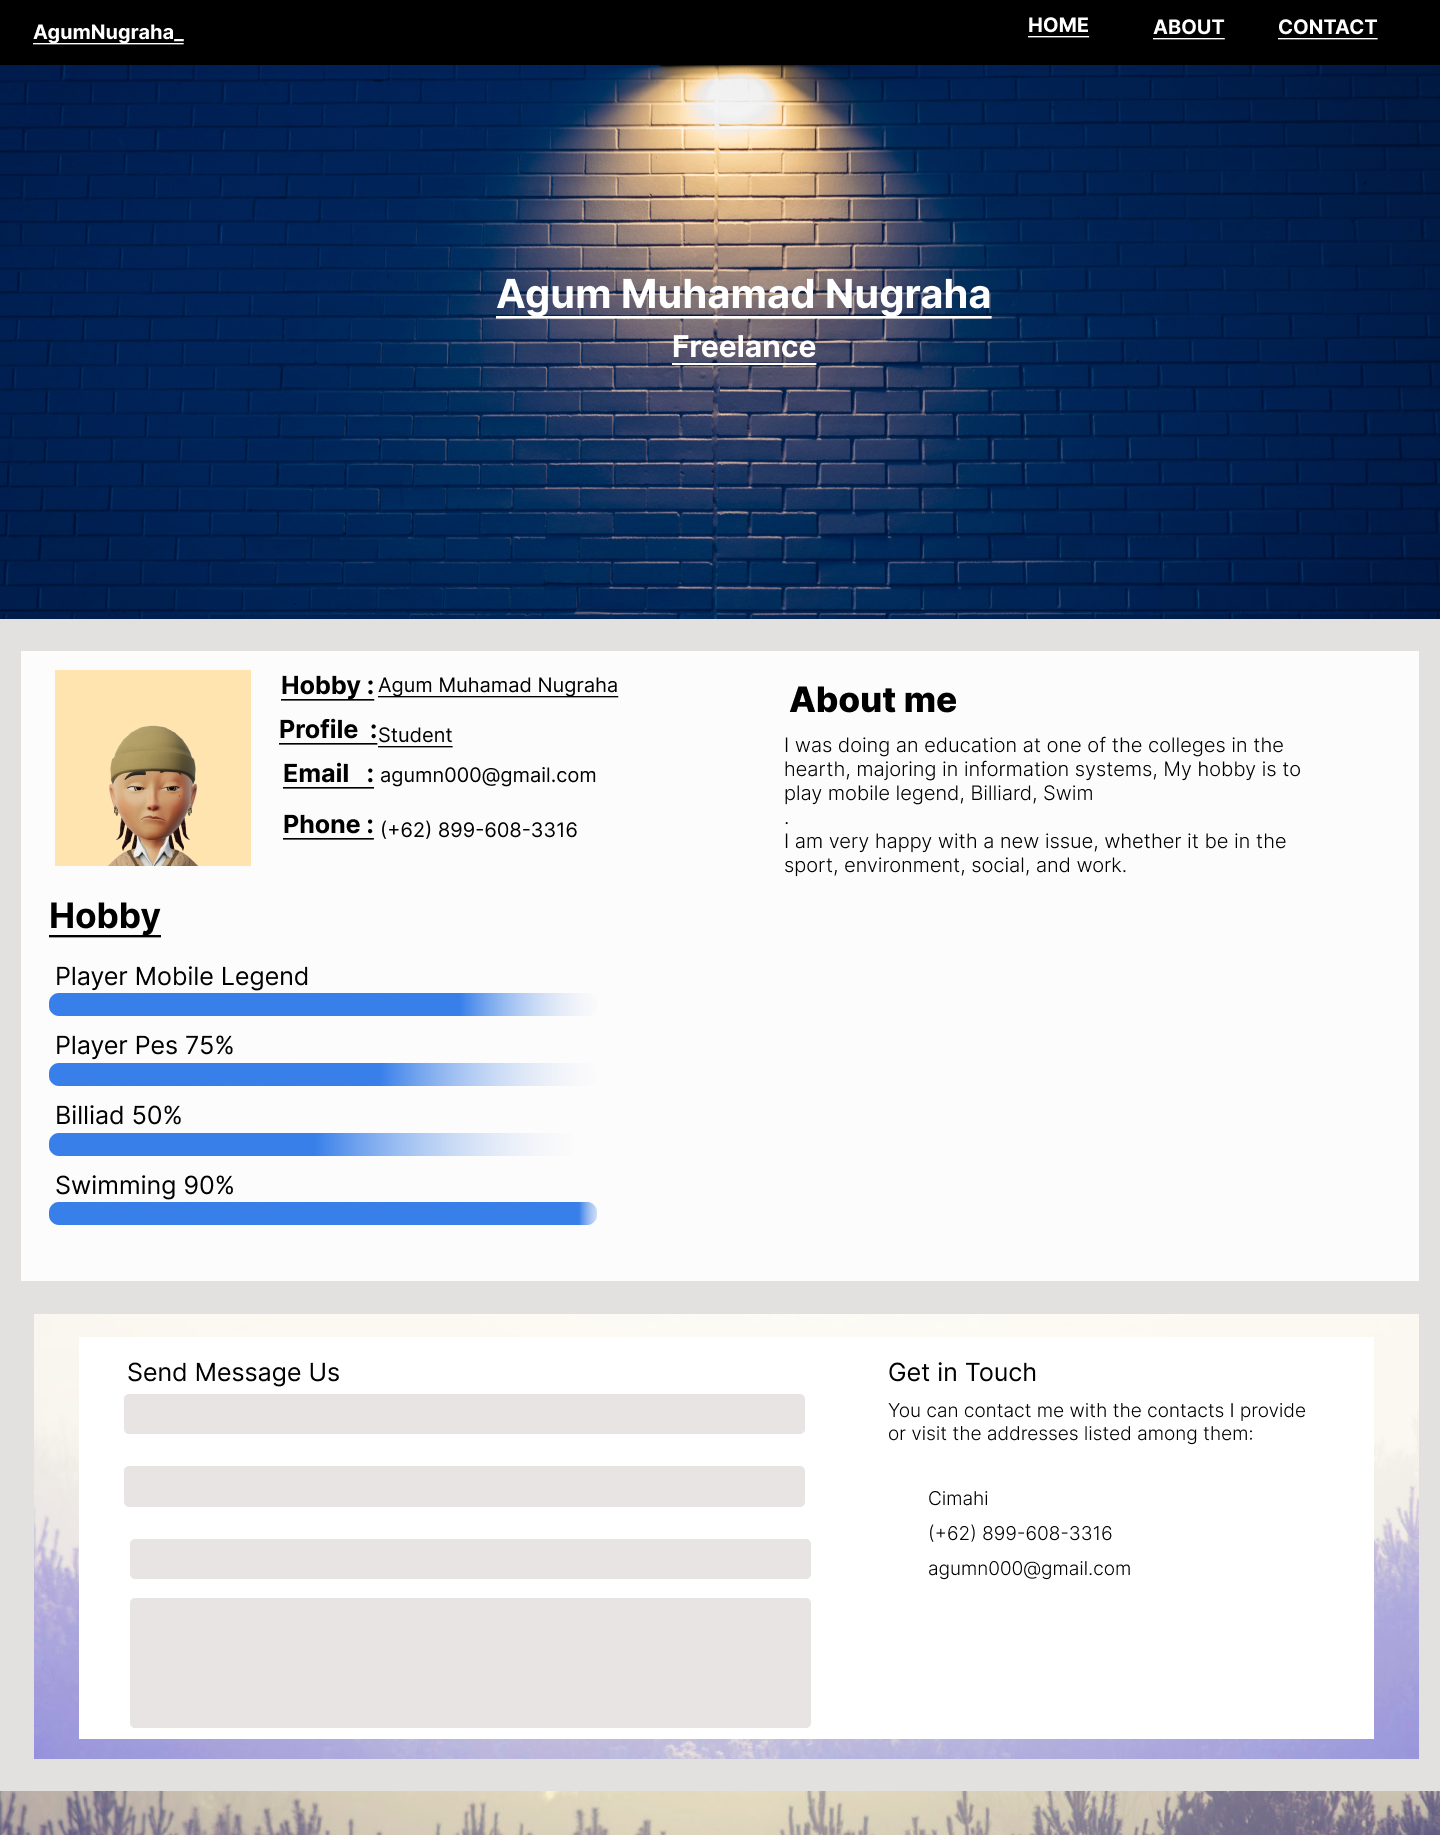 AgumNugraha_
HOME
ABOUT
CONTACT
Agum Muhamad Nugraha
Freelance
Hobby : Agum Muhamad Nugraha
Profile : Student
Email : agumn000@gmail.com
Phone : (+62) 899-608-3316
Hobby
Player Mobile Legend
Player Pes 75%
Billiad 50%
Swimming 90%
About me
I was doing an education at one of the colleges in the
hearth, majoring in information systems, My hobby is to
play mobile legend, Billiard, Swim
.
I am very happy with a new issue, whether it be in the
sport, environment, social, and work.
Send Message Us
Get in Touch
You can contact me with the contacts I provide
or visit the addresses listed among them:
Cimahi
(+62) 899-608-3316
agumn000@gmail.com